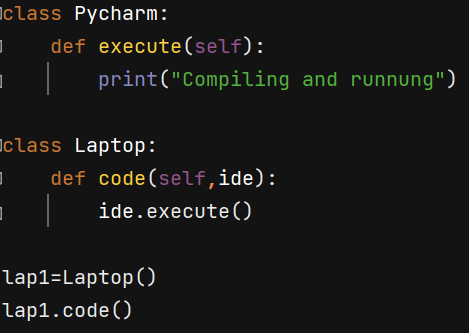 class Pycharm:
    def execute(self):
        print("Compiling and runnung")
class Laptop:
    def code(self,ide):
        ide.execute()
lap1=Laptop()
lap1.code()